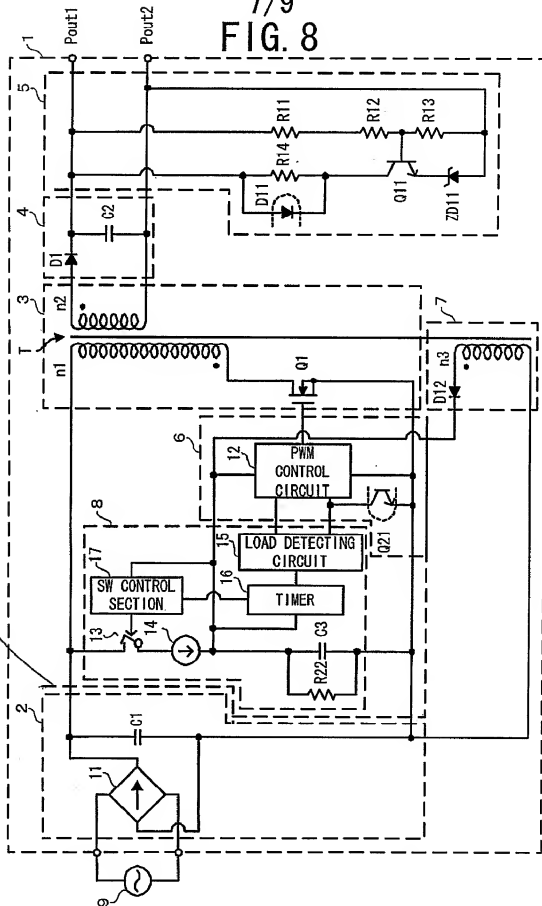 7/9
FIG. 8
1
Pout1
Pout2
5
R11
R12
R13
R14
D11
Q11
ZD11
4
D1
C2
3
T
n1
n2
Q1
7
n3
D12
6
12
PWM
CONTROL
CIRCUIT
Q21
8
15
LOAD DETECTING
CIRCUIT
17
SW CONTROL
SECTION
16
TIMER
13
14
C3
R22
2
C1
11
9